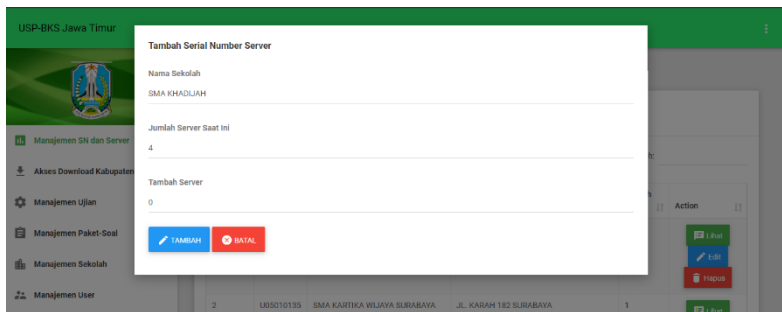 USP-BKS Jawa Timur
Tambah Serial Number Server
Nama Sekolah
SMA KHADIJAH
Jumlah Server Saat Ini
4
Tambah Server
0
TAMBAH
BATAL
Manajemen SN dan Server
Akses Download Kabupaten
Manajemen Ujian
Manajemen Paket-Soal
Manajemen Sekolah
Manajemen User
h:
h
Action
Lihat
Edit
Hapus
2 U05010135 SMA KARTIKA WIJAYA SURABAYA JL. KARAH 182 SURABAYA 1
Lihat